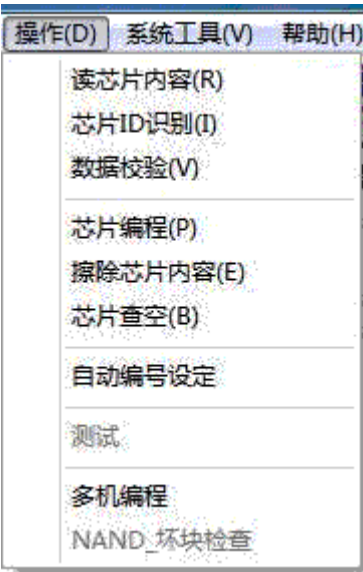 操作(D) 系统工具(V) 帮助(H)
读芯片内容(R)
芯片ID识别(I)
数据校验(V)
芯片编程(P)
擦除芯片内容(E)
芯片查空(B)
自动编号设定
测试
多机编程
NAND_坏块检查